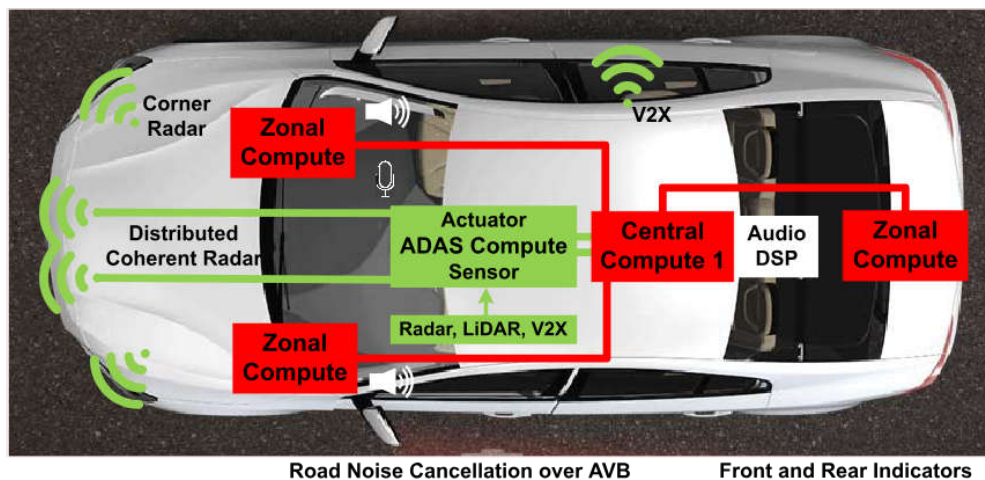 Corner
Radar
Zonal
Compute
V2X
Distributed
Coherent Radar
Actuator
ADAS Compute
Sensor
Central
Compute 1
Audio
DSP
Zonal
Compute
Radar, LiDAR, V2X
Zonal
Compute
Road Noise Cancellation over AVB
Front and Rear Indicators